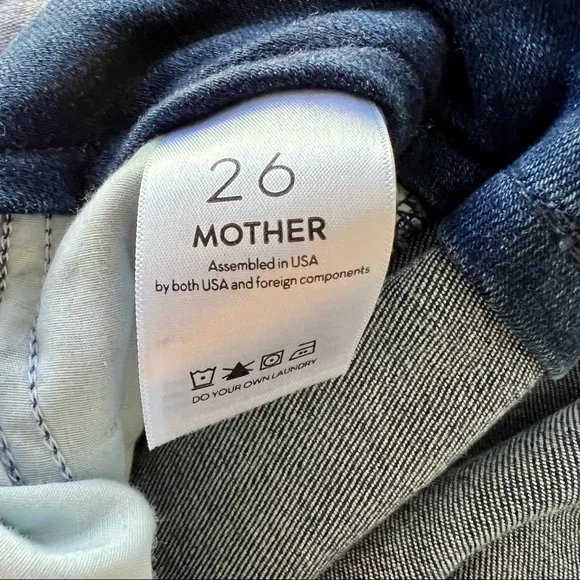 26
MOTHER
Assembled in USA
by both USA and foreign components
DO YOUR OWN LAUNDRY